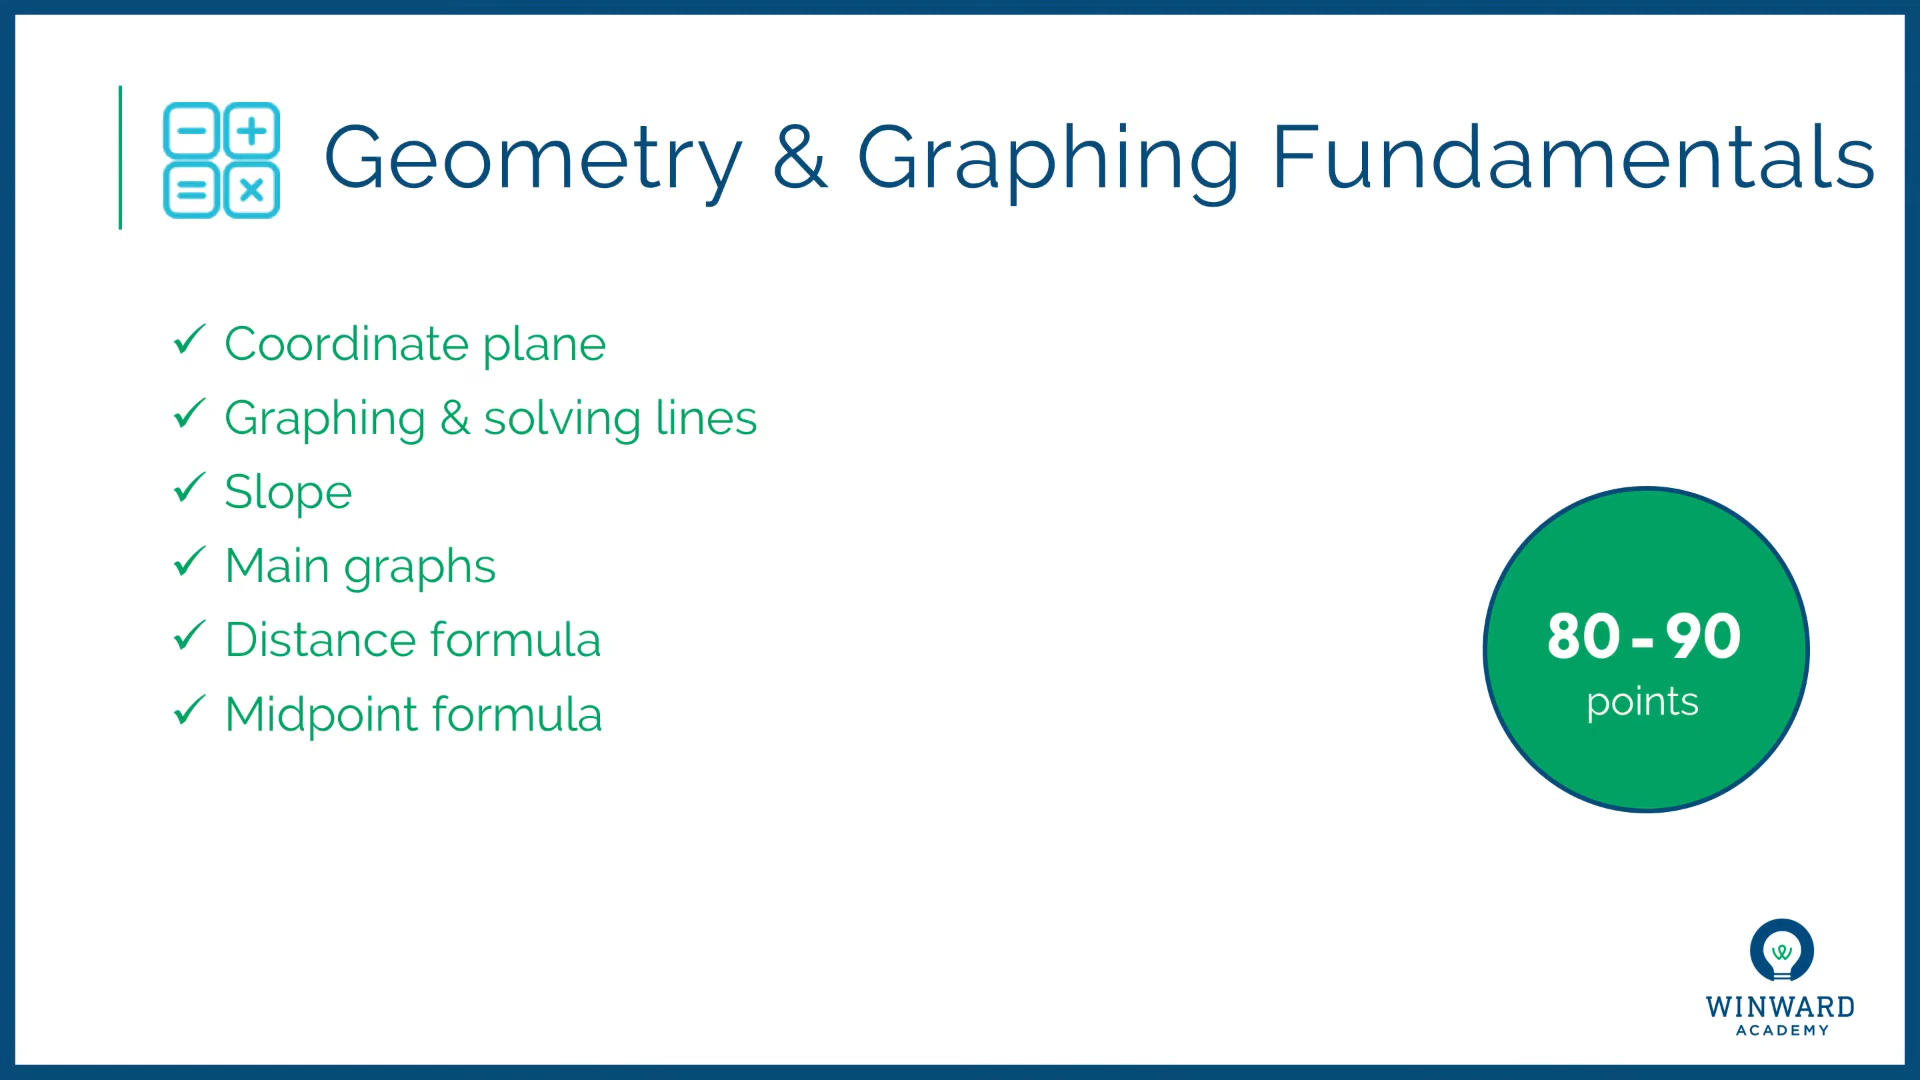 Geometry & Graphing Fundamentals
✓ Coordinate plane
✓ Graphing & solving lines
✓ Slope
✓ Main graphs
✓ Distance formula
✓ Midpoint formula
80-90
points
WINWARD
ACADEMY